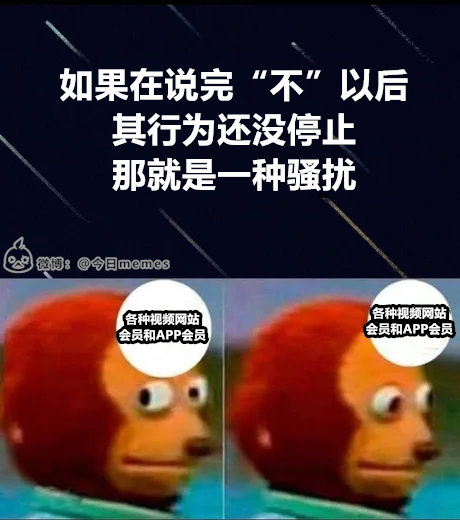 如果在说完“不”以后
其行为还没停止
那就是一种骚扰
微博：@今日memes
各种视频网站
会员和APP会员
各种视频网站
会员和APP会员